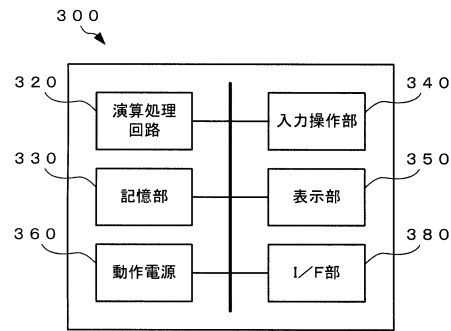 ３００
３２０
演算処理
回路
３４０
入力操作部
３３０
記憶部
３５０
表示部
３６０
動作電源
３８０
Ｉ／Ｆ部